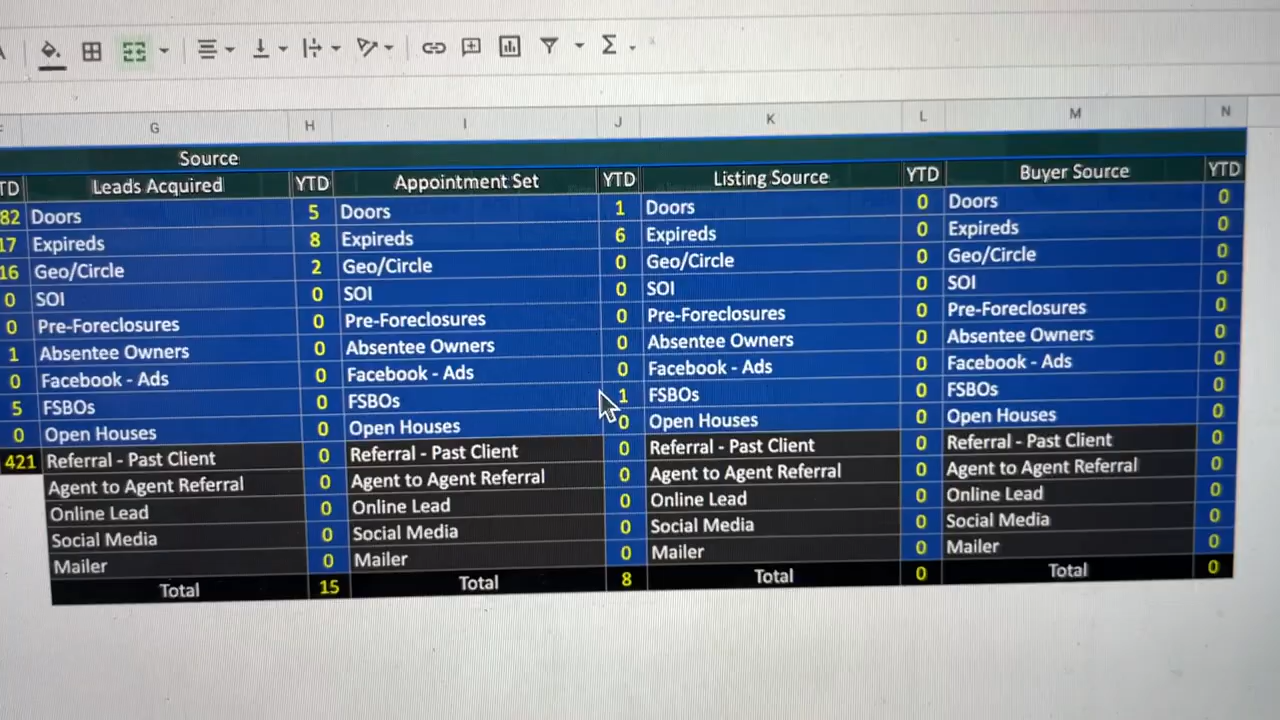 G H I J K L M N
Source
TD Leads Acquired YTD Appointment Set YTD Listing Source YTD Buyer Source YTD
82 Doors 5 Doors 1 Doors 0 Doors 0
17 Expireds 8 Expireds 6 Expireds 0 Expireds 0
16 Geo/Circle 2 Geo/Circle 0 Geo/Circle 0 Geo/Circle 0
0 SOI 0 SOI 0 SOI 0 SOI 0
0 Pre-Foreclosures 0 Pre-Foreclosures 0 Pre-Foreclosures 0 Pre-Foreclosures 0
1 Absentee Owners 0 Absentee Owners 0 Absentee Owners 0 Absentee Owners 0
0 Facebook - Ads 0 Facebook - Ads 0 Facebook - Ads 0 Facebook - Ads 0
5 FSBOs 0 FSBOs 1 FSBOs 0 FSBOs 0
0 Open Houses 0 Open Houses 0 Open Houses 0 Open Houses 0
421 Referral - Past Client 0 Referral - Past Client 0 Referral - Past Client 0 Referral - Past Client 0
Agent to Agent Referral 0 Agent to Agent Referral 0 Agent to Agent Referral 0 Agent to Agent Referral 0
Online Lead 0 Online Lead 0 Online Lead 0 Online Lead 0
Social Media 0 Social Media 0 Social Media 0 Social Media 0
Mailer 0 Mailer 0 Mailer 0 Mailer 0
Total 15 Total 8 Total 0 Total 0